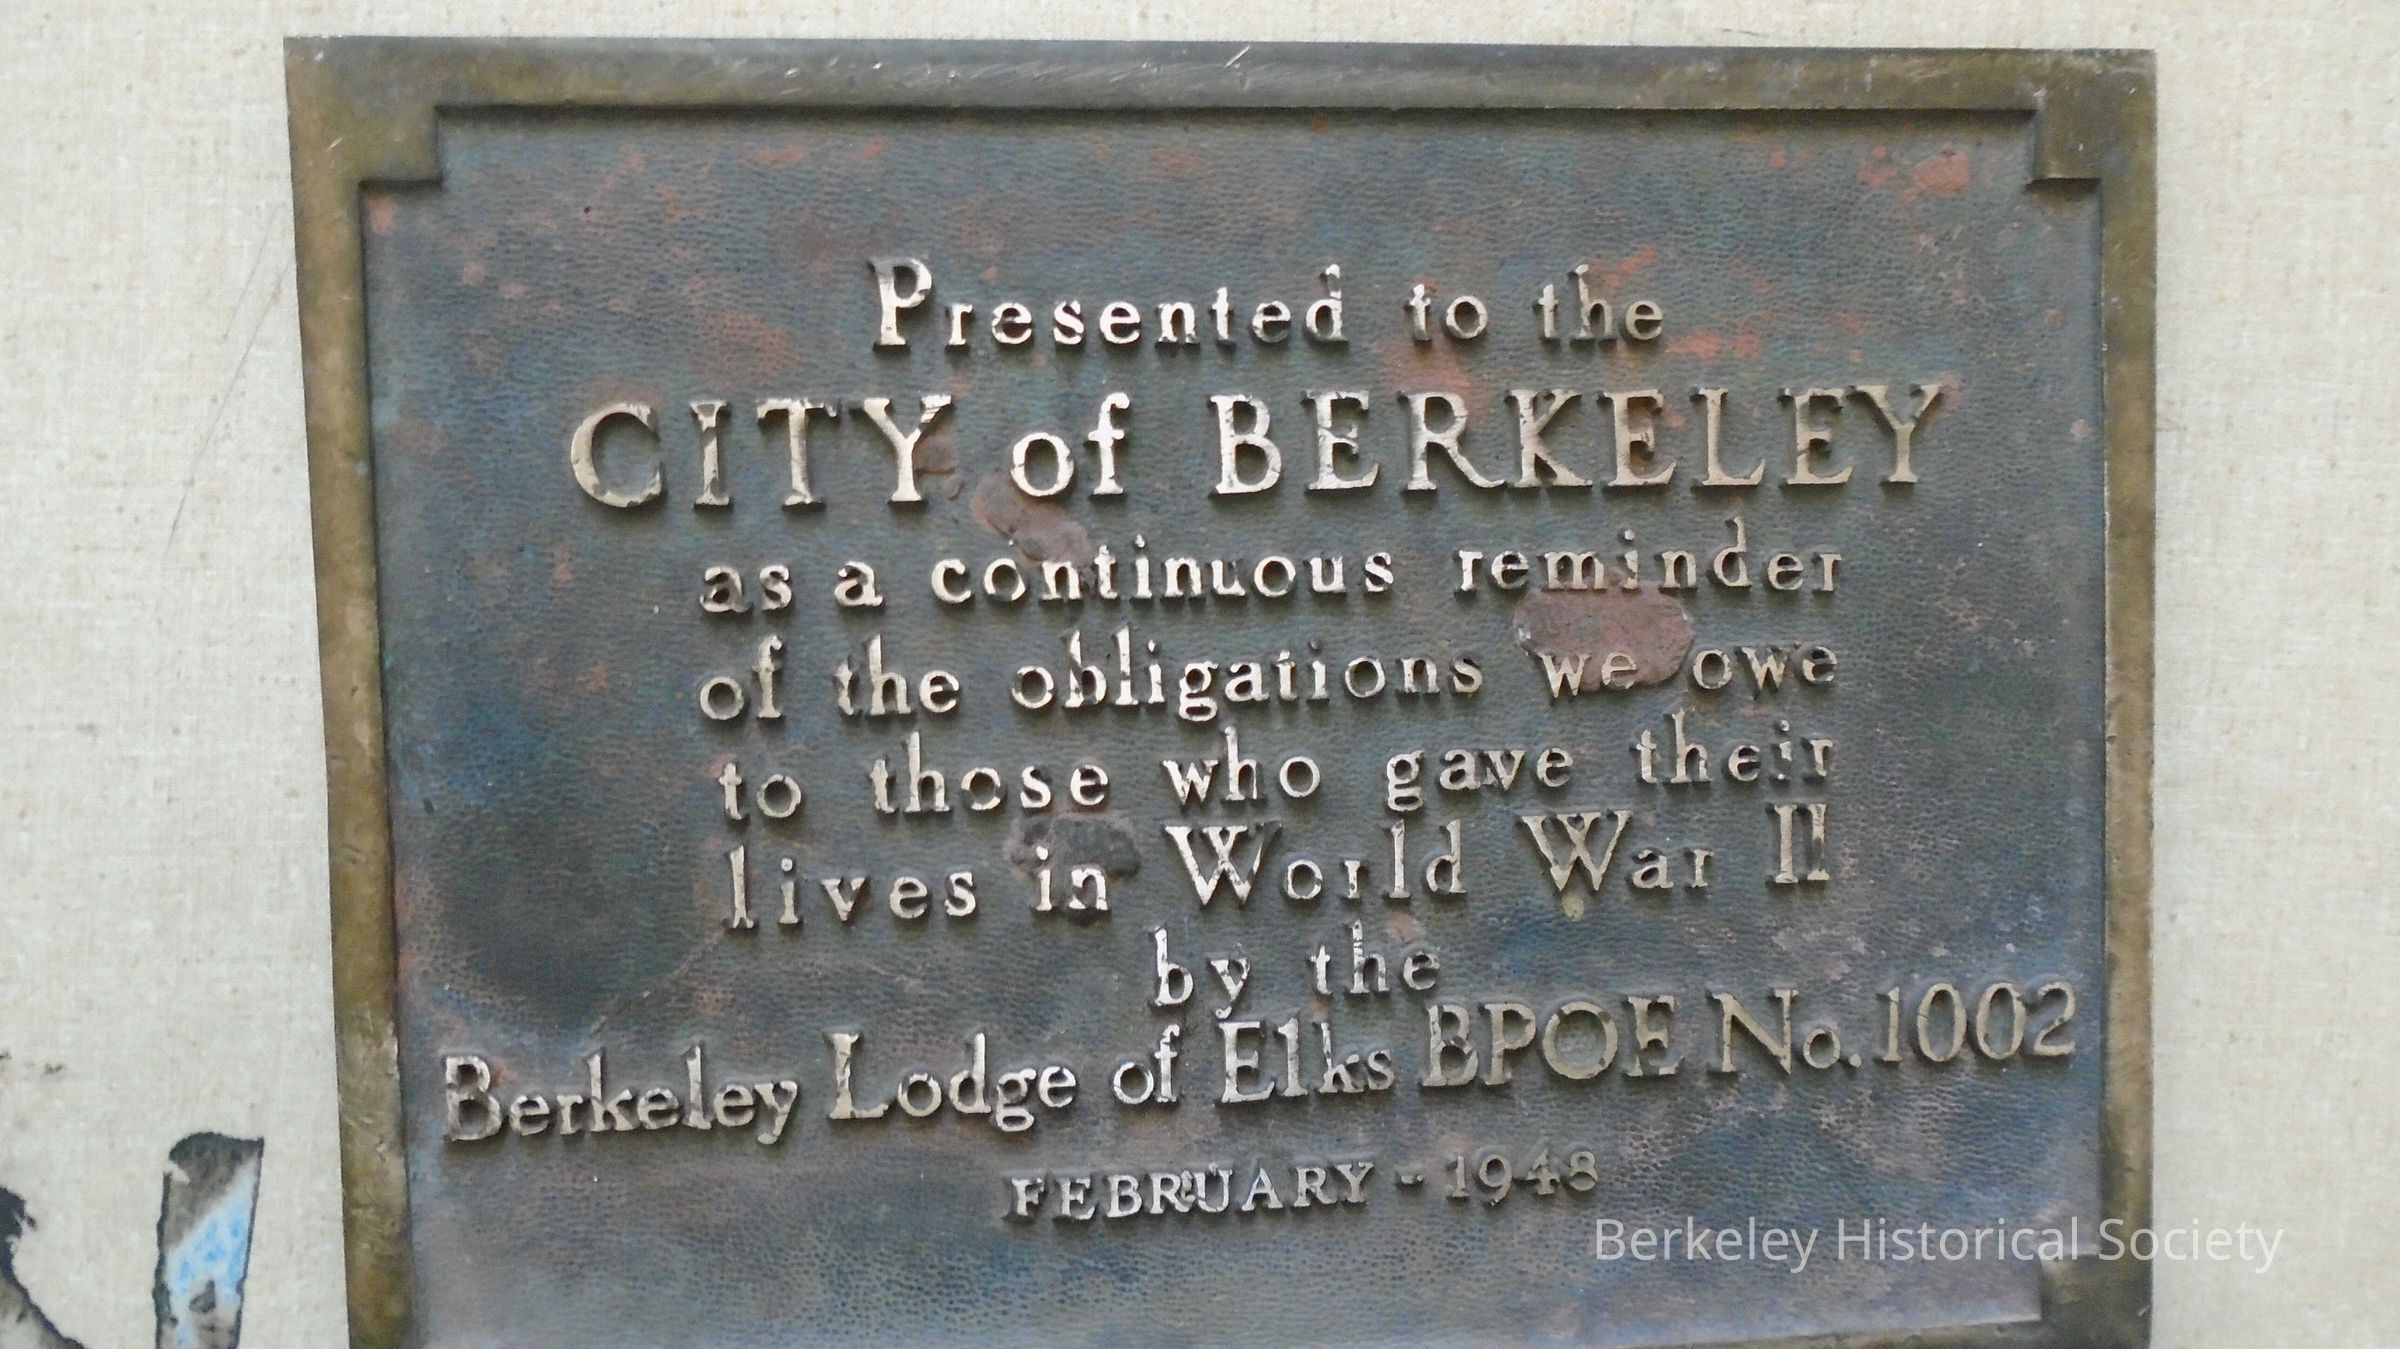 Presented to the
CITY of BERKELEY
as a continuous reminder
of the obligations we owe
to those who gave their
lives in World War II
by the
Berkeley Lodge of Elks BPOE No. 1002
FEBRUARY - 1948
Berkeley Historical Society